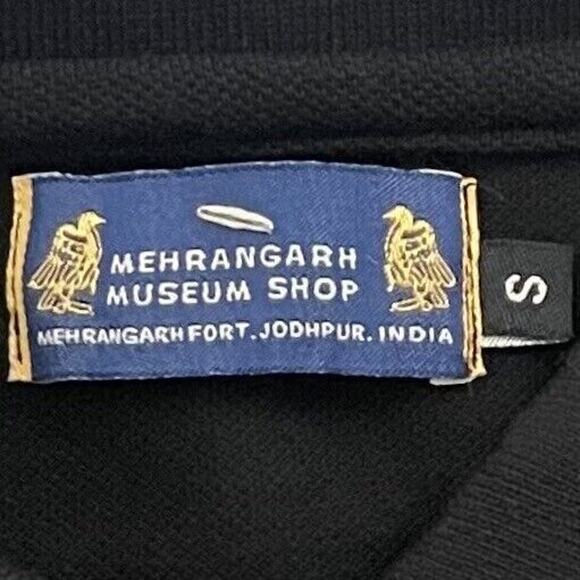 MEHRANGARH
MUSEUM SHOP
MEHRANGARH FORT. JODHPUR. INDIA
S